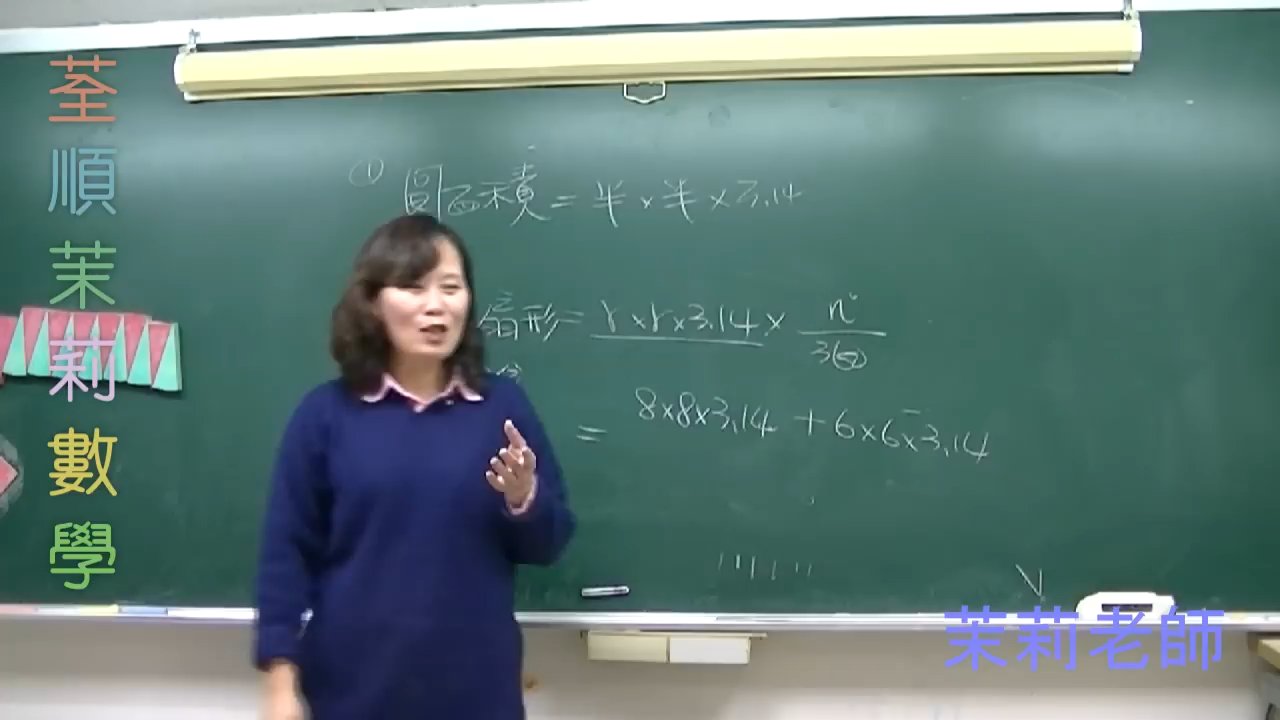 荃順茉莉數學
① 圓面積 = 半 × 半 × 3.14
扇形 = r × r × 3.14 × n° / 360
= 8×8×3.14 + 6×6×3.14
茉莉老師